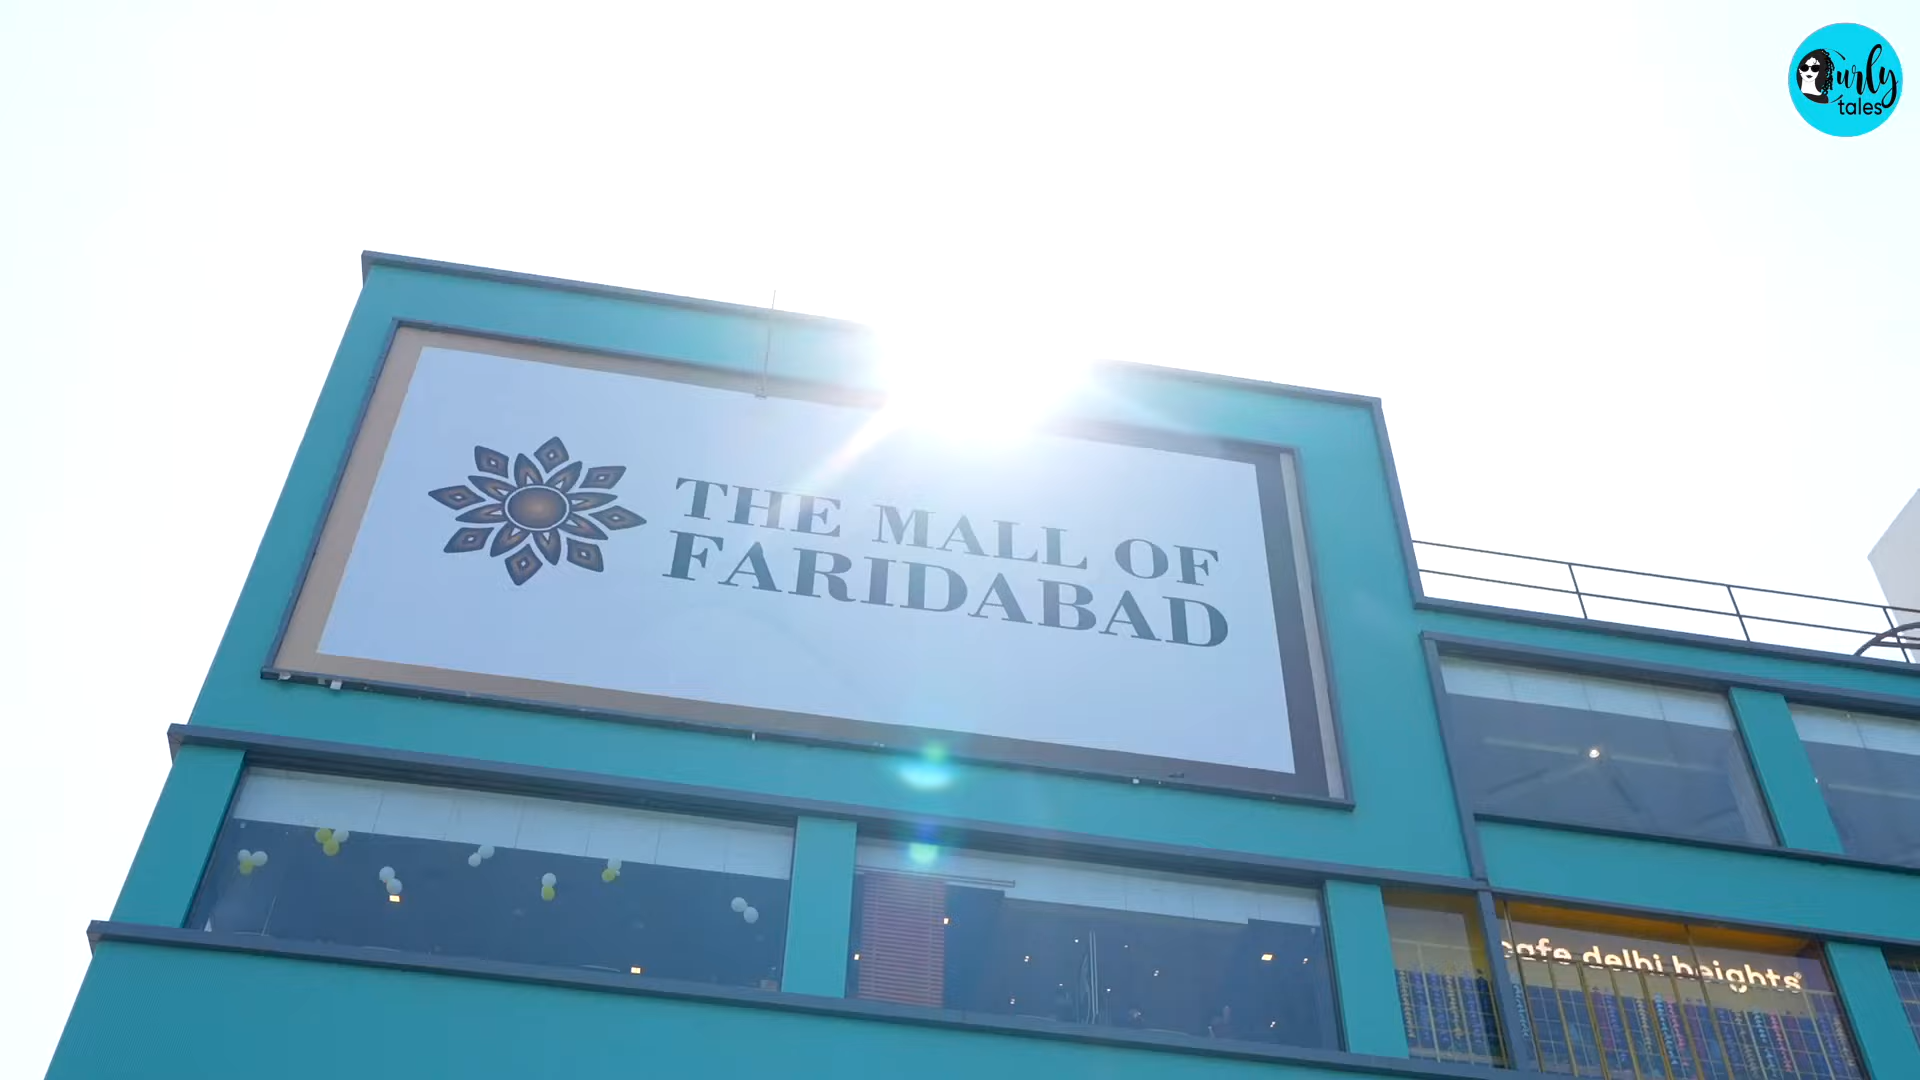 Curly
tales
THE MALL OF
FARIDABAD
cafe delhi heights®